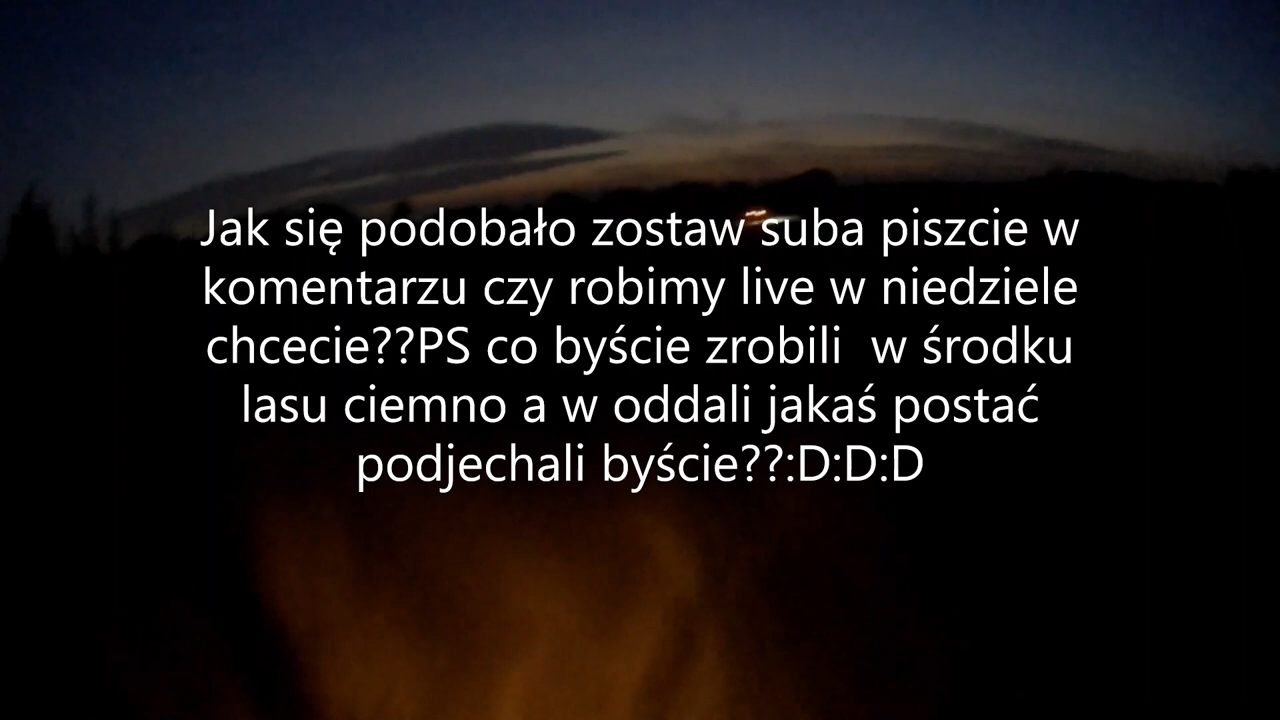 Jak się podobało zostaw suba piszcie w
komentarzu czy robimy live w niedziele
chcecie??PS co byście zrobili  w środku
lasu ciemno a w oddali jakaś postać
podjechali byście??:D:D:D